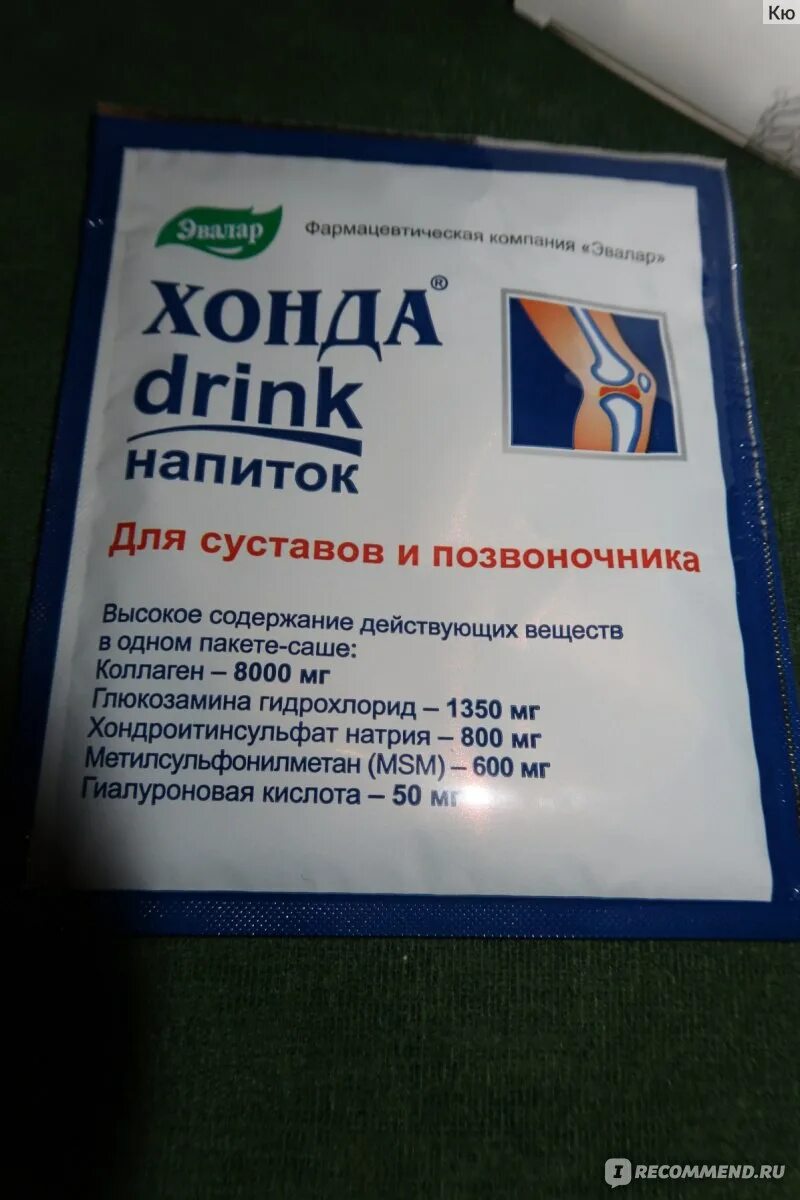 Кю
Эвалар
Фармацевтическая компания «Эвалар»
ХОНДА®
drink
напиток
Для суставов и позвоночника
Высокое содержание действующих веществ
в одном пакете-саше:
Коллаген – 8000 мг
Глюкозамина гидрохлорид – 1350 мг
Хондроитинсульфат натрия – 800 мг
Метилсульфонилметан (MSM) – 600 мг
Гиалуроновая кислота – 50 мг
IRECOMMEND.RU